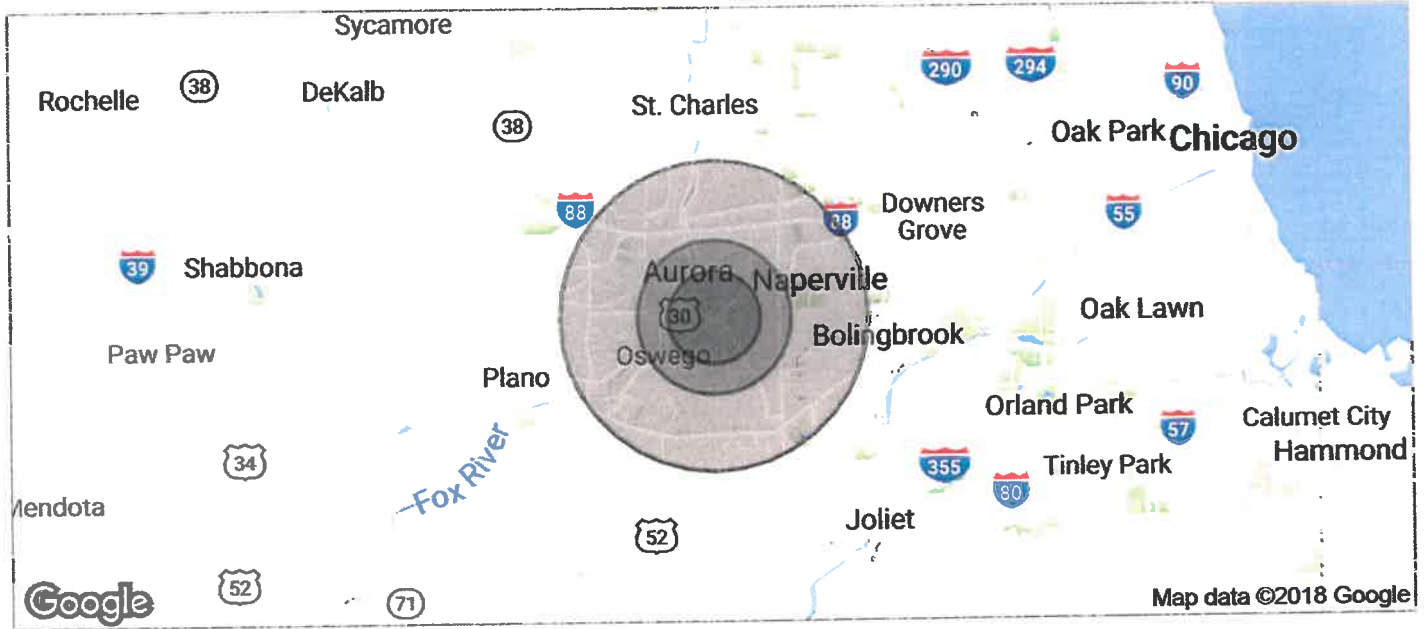 Sycamore
Rochelle
38
DeKalb
St. Charles
38
290
294
90
Oak Park
Chicago
88
88
Downers
Grove
55
39
Shabbona
Aurora
Naperville
30
Oak Lawn
Bolingbrook
Paw Paw
Oswego
Plano
Orland Park
57
Calumet City
Hammond
34
Fox River
355
Tinley Park
80
Mendota
Joliet
52
52
71
Google
Map data ©2018 Google